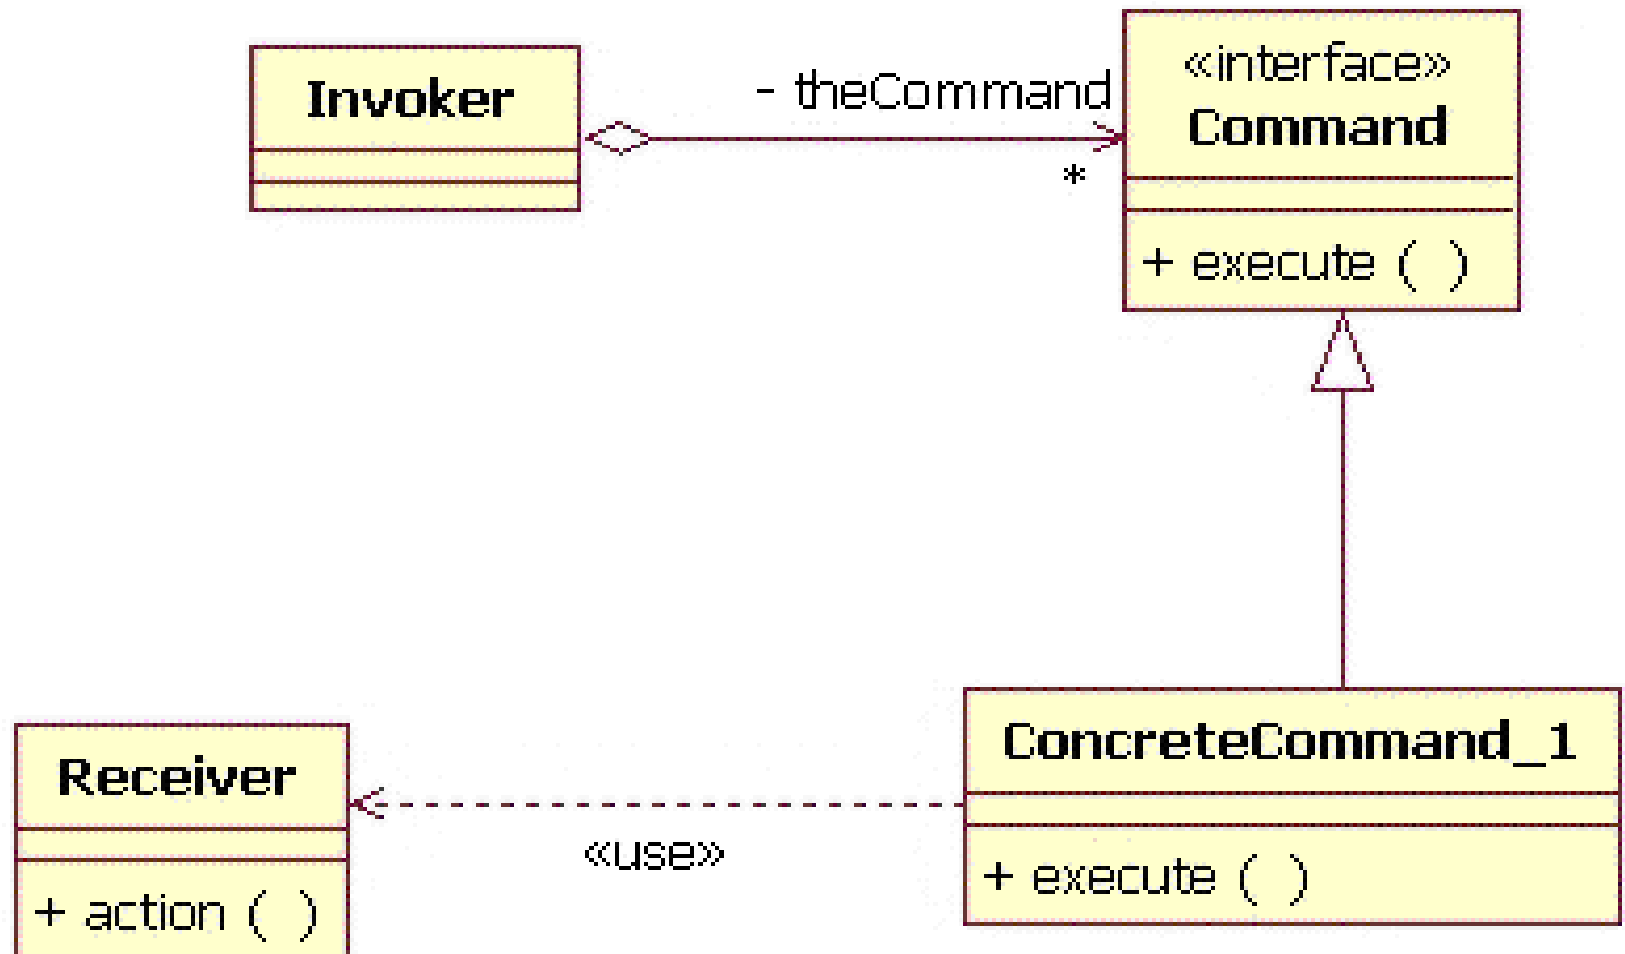 Invoker
- theCommand
*
«interface»
Command
+ execute ( )
Receiver
+ action ( )
«use»
ConcreteCommand_1
+ execute ( )